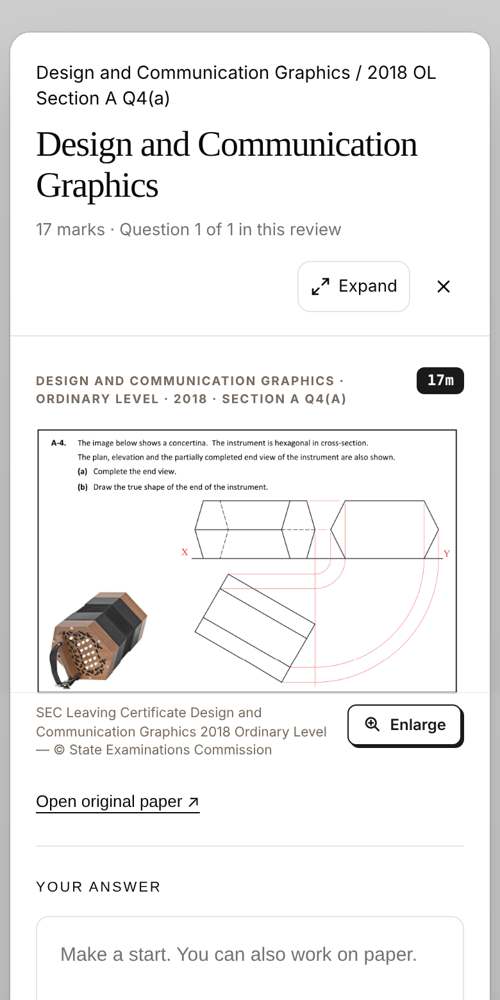 Design and Communication Graphics / 2018 OL
Section A Q4(a)
Design and Communication
Graphics
17 marks · Question 1 of 1 in this review
Expand
DESIGN AND COMMUNICATION GRAPHICS ·
ORDINARY LEVEL · 2018 · SECTION A Q4(A)
17m
A-4. The image below shows a concertina. The instrument is hexagonal in cross-section.
The plan, elevation and the partially completed end view of the instrument are also shown.
(a) Complete the end view.
(b) Draw the true shape of the end of the instrument.
X
Y
SEC Leaving Certificate Design and
Communication Graphics 2018 Ordinary Level
— © State Examinations Commission
Enlarge
Open original paper ↗
YOUR ANSWER
Make a start. You can also work on paper.